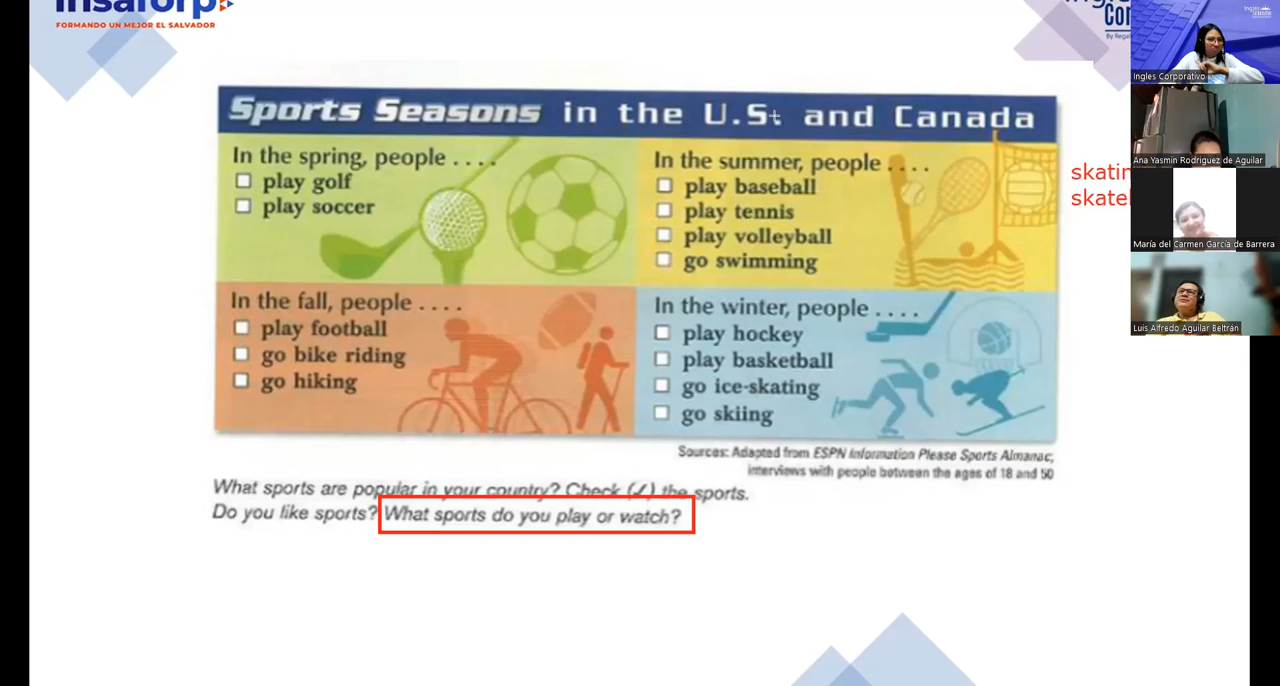 FORMANDO UN MEJOR EL SALVADOR
Sports Seasons in the U.S. and Canada
In the spring, people . . . .
play golf
play soccer
In the summer, people . . . .
play baseball
play tennis
play volleyball
go swimming
In the fall, people . . . .
play football
go bike riding
go hiking
In the winter, people . . . .
play hockey
play basketball
go ice-skating
go skiing
Sources: Adapted from ESPN Information Please Sports Almanac;
interviews with people between the ages of 18 and 50
What sports are popular in your country? Check (✓) the sports.
Do you like sports? What sports do you play or watch?
Ingles Corporativo
Ana Yasmin Rodriguez de Aguilar
María del Carmen García de Barrera
Luis Alfredo Aguilar Beltrán